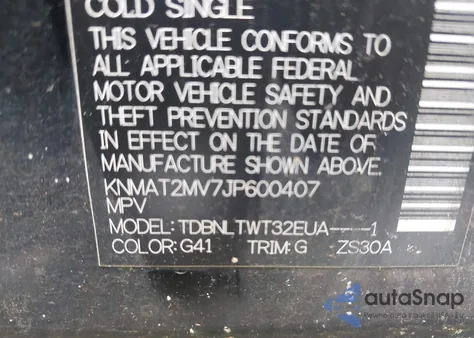 COLD SINGLE
THIS VEHICLE CONFORMS TO
ALL APPLICABLE FEDERAL
MOTOR VEHICLE SAFETY AND
THEFT PREVENTION STANDARDS
IN EFFECT ON THE DATE OF
MANUFACTURE SHOWN ABOVE.
KNMAT2MV7JP600407
MPV
MODEL: TDBNLTWT32EUA----1
COLOR: G41 TRIM: G ZS30A
autoSnap